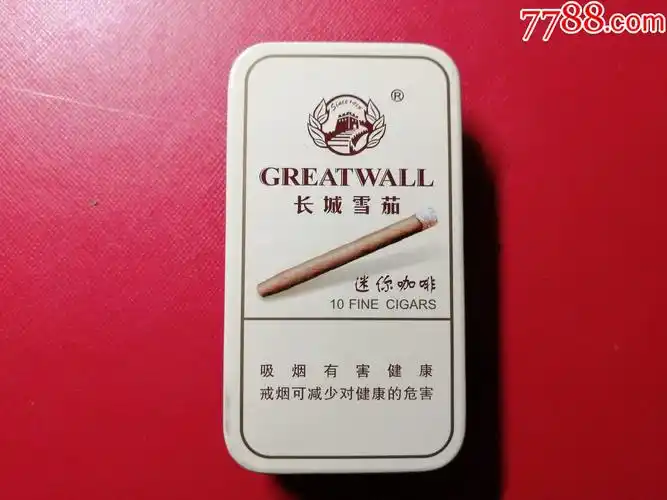 7788.com
SINCE 1918
®
GREATWALL
长城雪茄
迷你咖啡
10 FINE CIGARS
吸烟有害健康
戒烟可减少对健康的危害